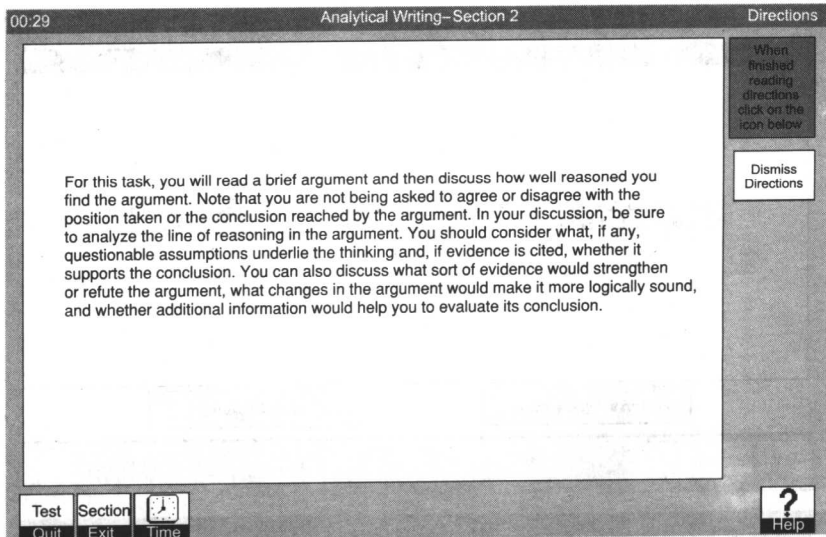 00:29 Analytical Writing–Section 2 Directions
When
finished
reading
directions
click on the
icon below
Dismiss
Directions
For this task, you will read a brief argument and then discuss how well reasoned you
find the argument. Note that you are not being asked to agree or disagree with the
position taken or the conclusion reached by the argument. In your discussion, be sure
to analyze the line of reasoning in the argument. You should consider what, if any,
questionable assumptions underlie the thinking and, if evidence is cited, whether it
supports the conclusion. You can also discuss what sort of evidence would strengthen
or refute the argument, what changes in the argument would make it more logically sound,
and whether additional information would help you to evaluate its conclusion.
Test Section
Quit Exit Time
?
Help